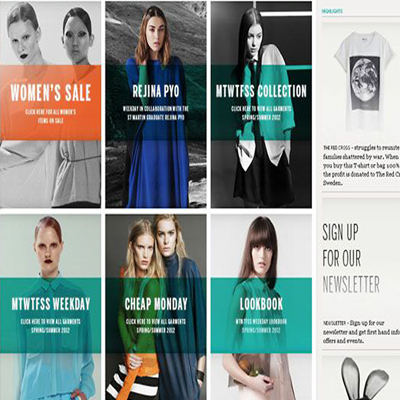 WOMEN'S SALE
CLICK HERE FOR ALL WOMEN'S
ITEMS ON SALE
REJINA PYO
WEEKDAY IN COLLABORATION WITH THE
ST MARTIN GRADUATE REJINA PYO
MTWTFSS COLLECTION
CLICK HERE TO VIEW ALL GARMENTS
SPRING/SUMMER 2012
MTWTFSS WEEKDAY
CLICK HERE TO VIEW ALL GARMENTS
SPRING/SUMMER 2012
CHEAP MONDAY
CLICK HERE TO VIEW ALL GARMENTS
SPRING/SUMMER 2012
LOOKBOOK
MTWTFSS WEEKDAY LOOKBOOK
SPRING/SUMMER 2012
HIGHLIGHTS
THE RED CROSS - struggles to reunite
families shattered by war. When
you buy this T-shirt or bag 100%
the profit is donated to The Red Cr
Sweden.
SIGN UP
FOR OUR
NEWSLETTER
NEWSLETTER - Sign up for our
newsletter and get first hand info
offers and events.